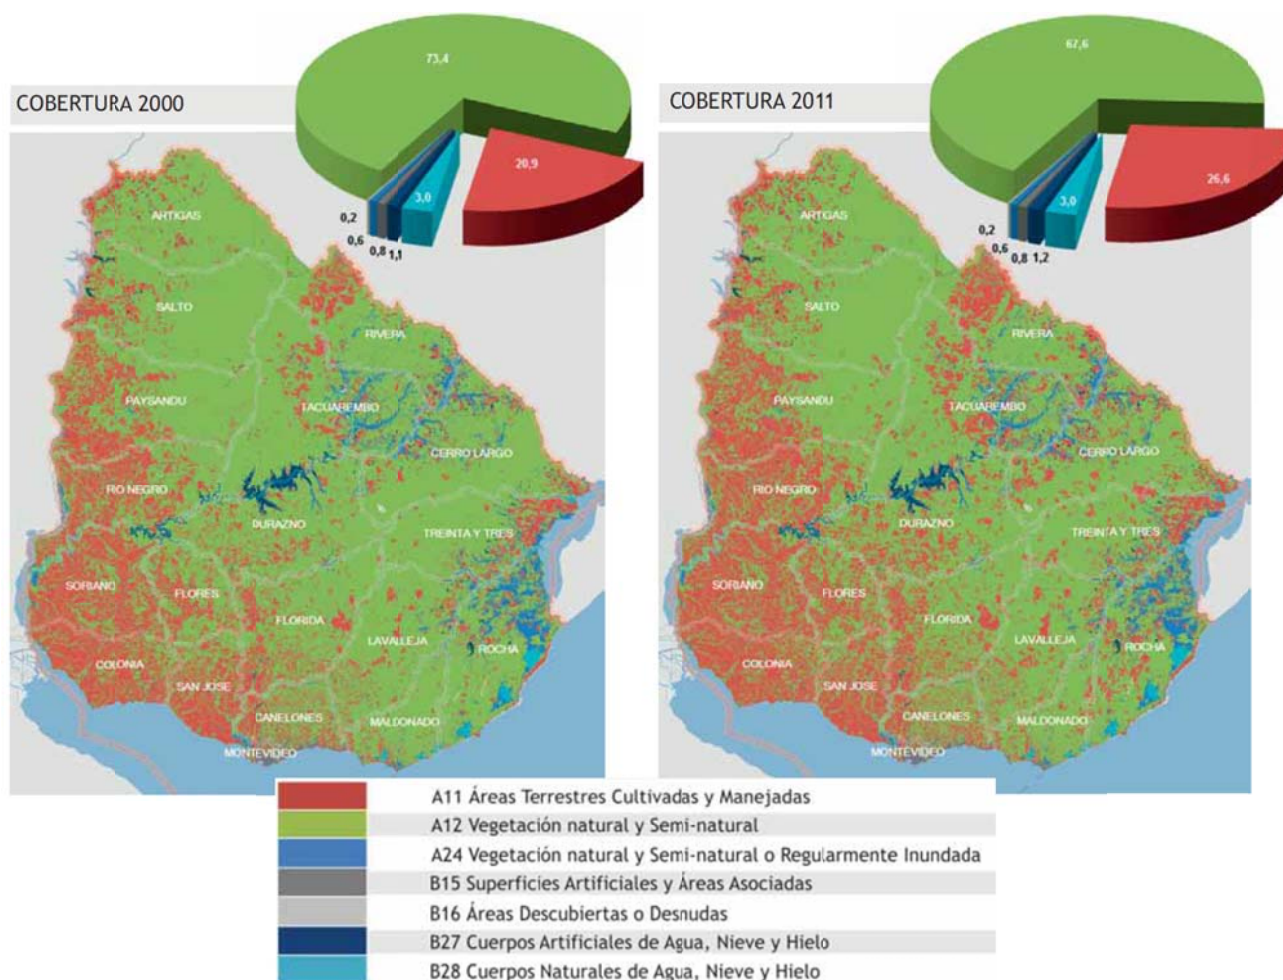 COBERTURA 2000
73,4
20,9
3,0
0,2
0,6
0,8
1,1
ARTIGAS
SALTO
RIVERA
PAYSANDU
TACUAREMBO
CERRO LARGO
RIO NEGRO
DURAZNO
TREINTA Y TRES
SORIANO
FLORES
FLORIDA
LAVALLEJA
ROCHA
COLONIA
SAN JOSE
CANELONES
MALDONADO
MONTEVIDEO
COBERTURA 2011
67,6
26,6
3,0
0,2
0,6
0,8
1,2
ARTIGAS
SALTO
RIVERA
PAYSANDU
TACUAREMBO
CERRO LARGO
RIO NEGRO
DURAZNO
TREINTA Y TRES
SORIANO
FLORES
FLORIDA
LAVALLEJA
ROCHA
COLONIA
SAN JOSE
CANELONES
MALDONADO
MONTEVIDEO
A11 Áreas Terrestres Cultivadas y Manejadas
A12 Vegetación natural y Semi-natural
A24 Vegetación natural y Semi-natural o Regularmente Inundada
B15 Superficies Artificiales y Áreas Asociadas
B16 Áreas Descubiertas o Desnudas
B27 Cuerpos Artificiales de Agua, Nieve y Hielo
B28 Cuerpos Naturales de Agua, Nieve y Hielo